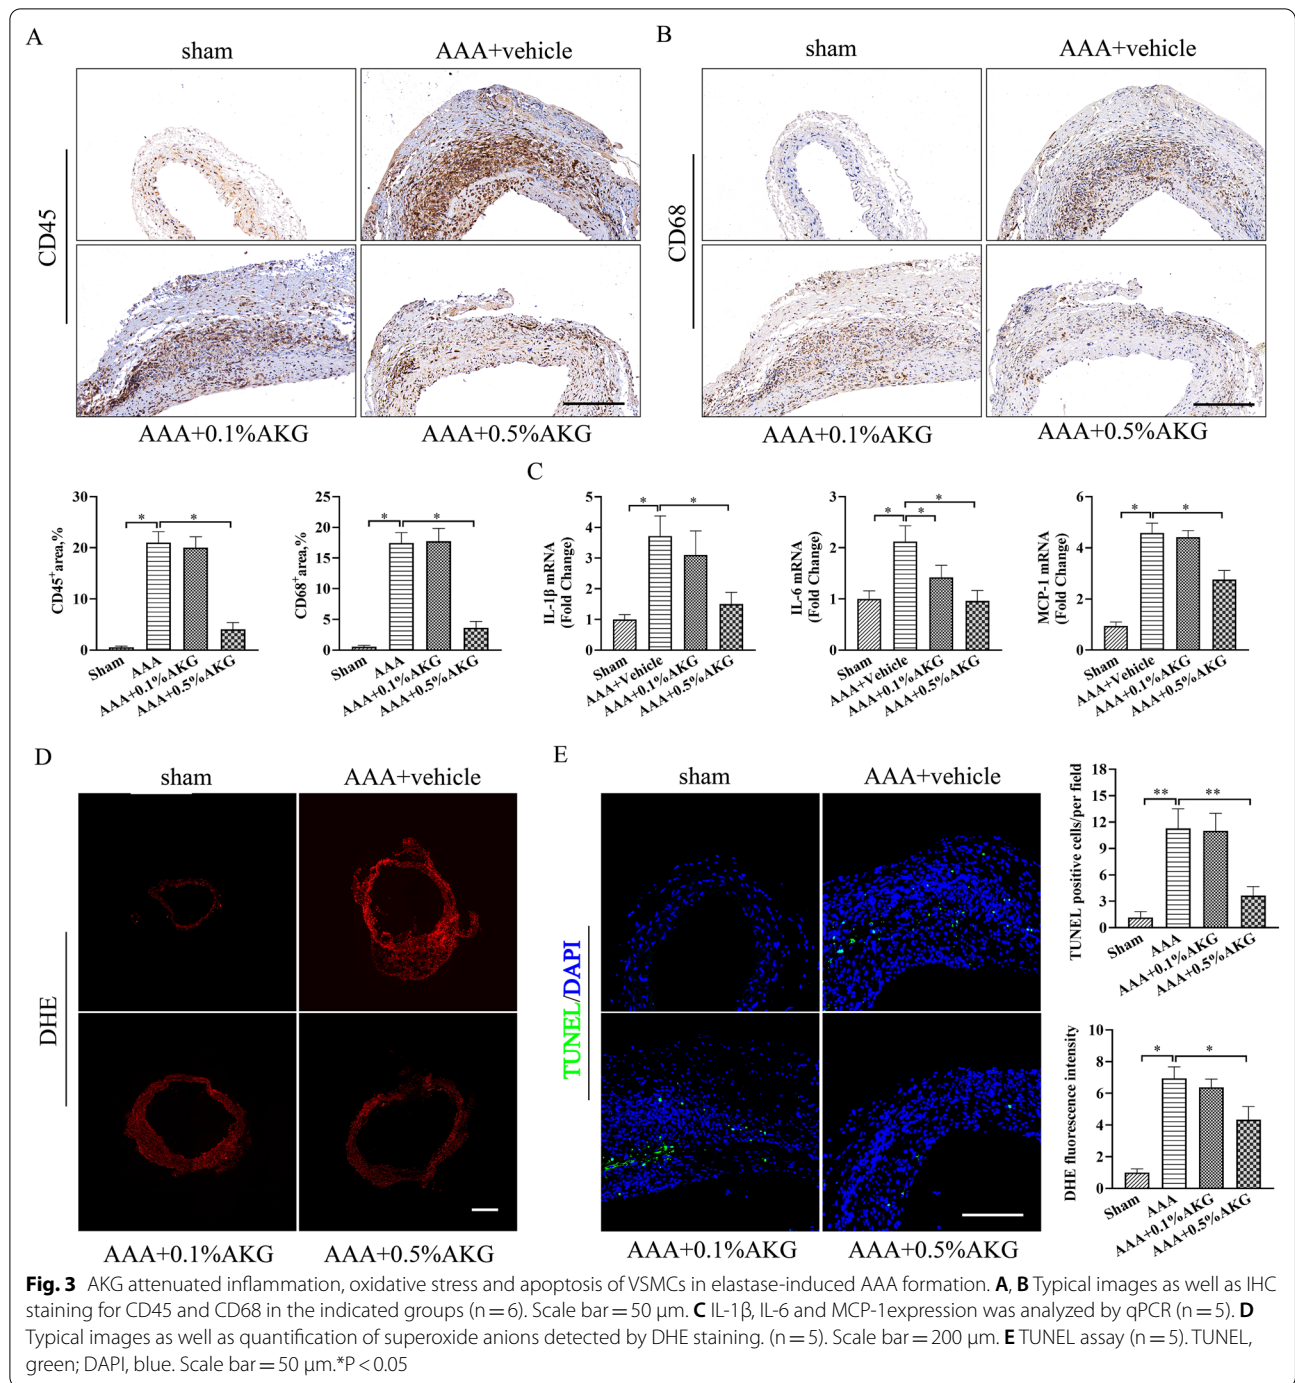 A
sham
AAA+vehicle
CD45
AAA+0.1%AKG
AAA+0.5%AKG
B
sham
AAA+vehicle
CD68
AAA+0.1%AKG
AAA+0.5%AKG
CD45⁺area,%
30
20
10
0
*
*
Sham
AAA
AAA+0.1%AKG
AAA+0.5%AKG
CD68⁺area,%
25
20
15
10
5
0
*
*
Sham
AAA
AAA+0.1%AKG
AAA+0.5%AKG
C
IL-1β mRNA
(Fold Change)
5
4
3
2
1
0
*
*
Sham
AAA+Vehicle
AAA+0.1%AKG
AAA+0.5%AKG
IL-6 mRNA
(Fold Change)
3
2
1
0
*
*
*
Sham
AAA+Vehicle
AAA+0.1%AKG
AAA+0.5%AKG
MCP-1 mRNA
(Fold Change)
6
4
2
0
*
*
Sham
AAA+Vehicle
AAA+0.1%AKG
AAA+0.5%AKG
D
sham
AAA+vehicle
DHE
AAA+0.1%AKG
AAA+0.5%AKG
E
sham
AAA+vehicle
TUNEL/DAPI
AAA+0.1%AKG
AAA+0.5%AKG
TUNEL positive cells/per field
18
15
12
9
6
3
0
**
**
Sham
AAA
AAA+0.1%AKG
AAA+0.5%AKG
DHE fluorescence intensity
10
8
6
4
2
0
*
*
Sham
AAA
AAA+0.1%AKG
AAA+0.5%AKG
Fig. 3 AKG attenuated inflammation, oxidative stress and apoptosis of VSMCs in elastase-induced AAA formation. A, B Typical images as well as IHC
staining for CD45 and CD68 in the indicated groups (n = 6). Scale bar = 50 μm. C IL-1β, IL-6 and MCP-1expression was analyzed by qPCR (n = 5). D
Typical images as well as quantification of superoxide anions detected by DHE staining. (n = 5). Scale bar = 200 μm. E TUNEL assay (n = 5). TUNEL,
green; DAPI, blue. Scale bar = 50 μm.*P < 0.05